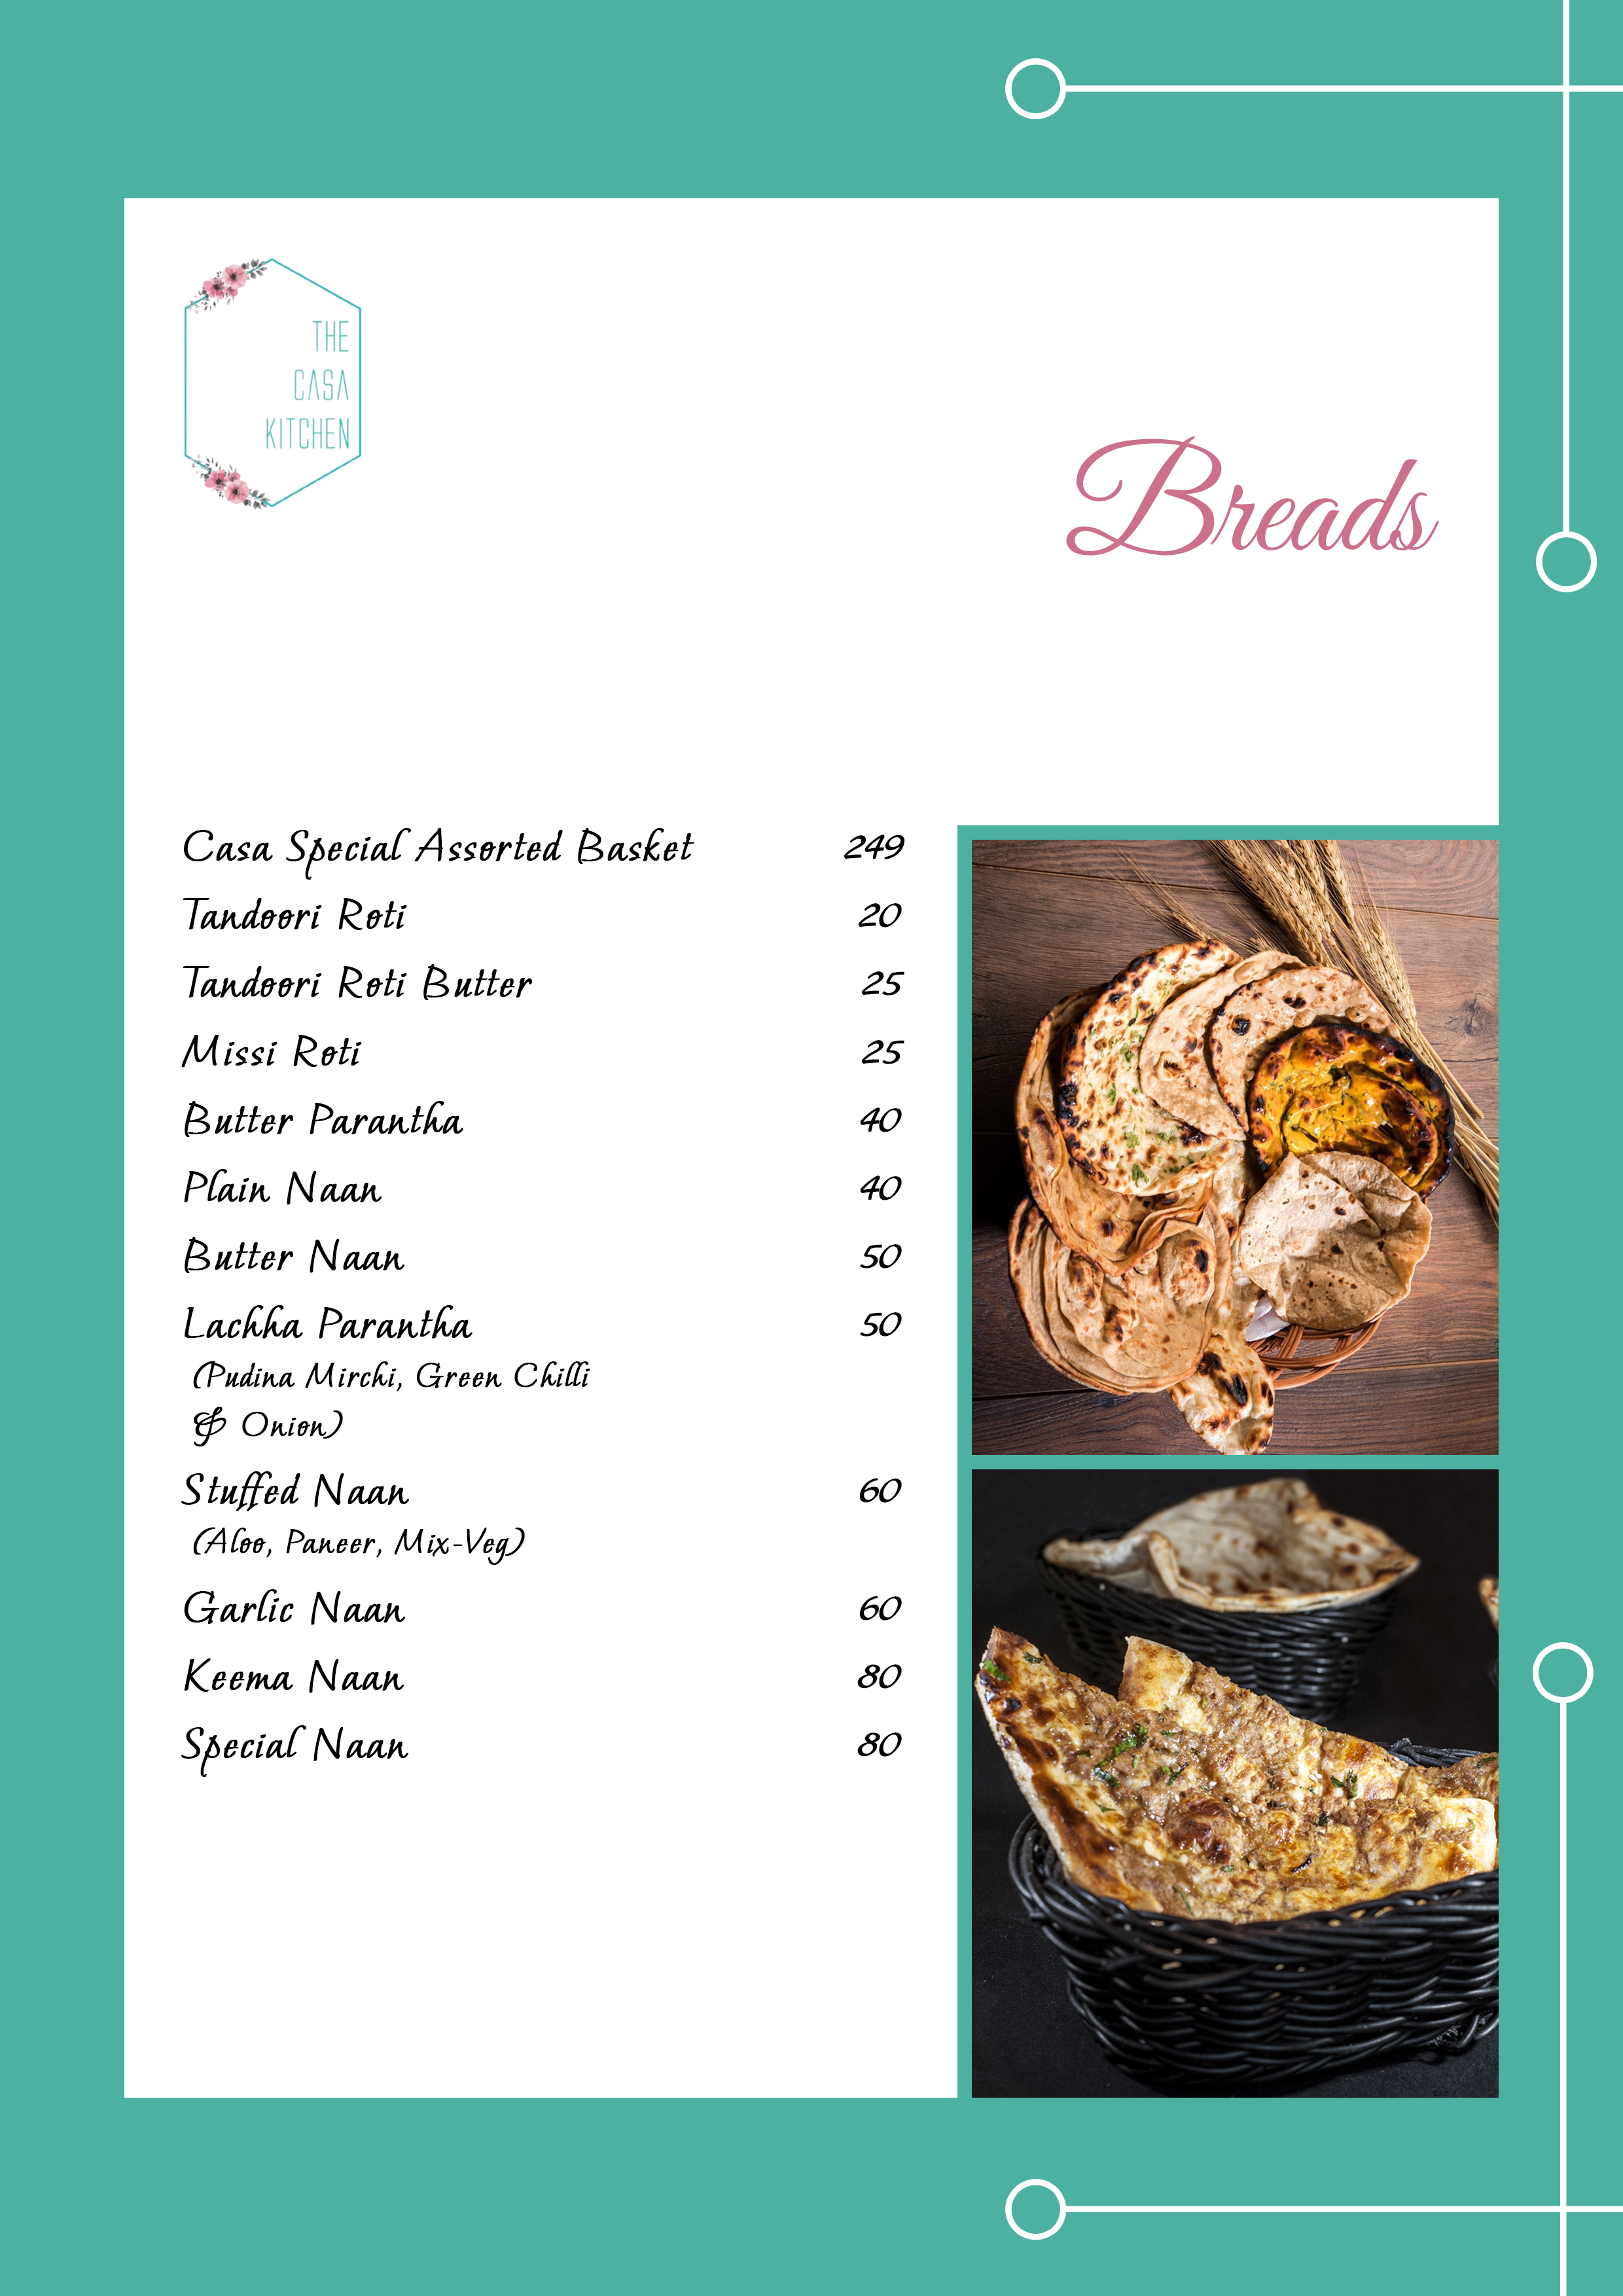 THE
CASA
KITCHEN
Breads
Casa Special Assorted Basket 249
Tandoori Roti 20
Tandoori Roti Butter 25
Missi Roti 25
Butter Parantha 40
Plain Naan 40
Butter Naan 50
Lachha Parantha 50
(Pudina Mirchi, Green Chilli
& Onion)
Stuffed Naan 60
(Aloo, Paneer, Mix-Veg)
Garlic Naan 60
Keema Naan 80
Special Naan 80